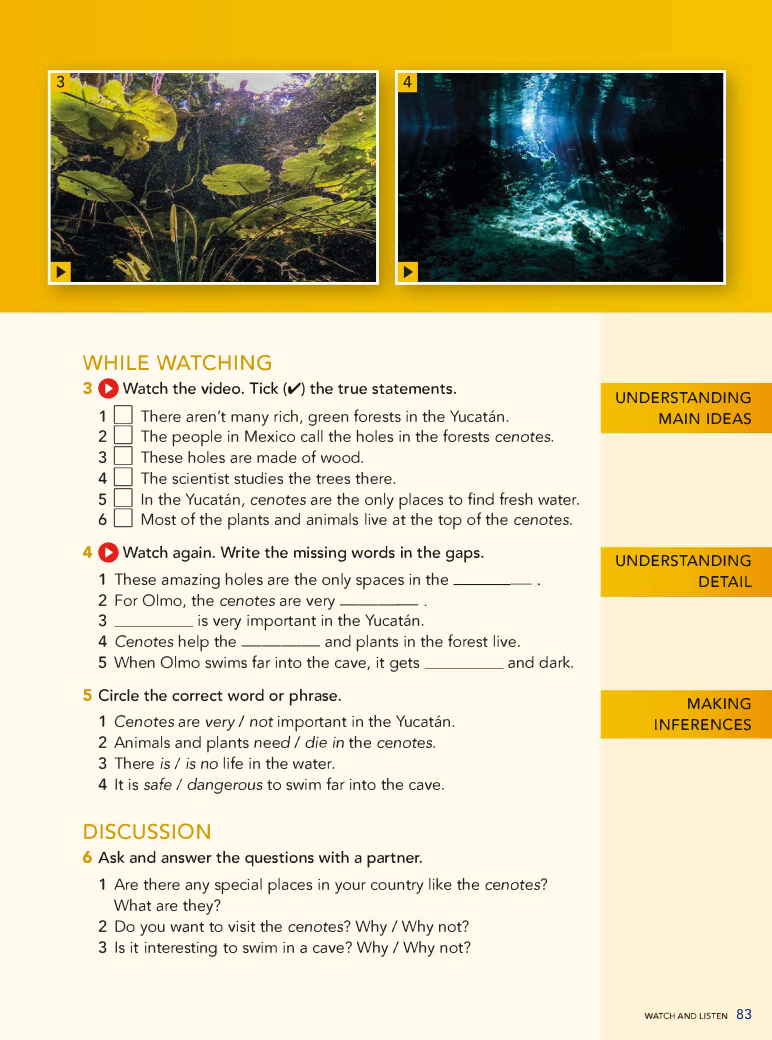 3
4
WHILE WATCHING
3 Watch the video. Tick (✔) the true statements.
1 There aren't many rich, green forests in the Yucatán.
2 The people in Mexico call the holes in the forests cenotes.
3 These holes are made of wood.
4 The scientist studies the trees there.
5 In the Yucatán, cenotes are the only places to find fresh water.
6 Most of the plants and animals live at the top of the cenotes.
UNDERSTANDING
MAIN IDEAS
4 Watch again. Write the missing words in the gaps.
1 These amazing holes are the only spaces in the __________ .
2 For Olmo, the cenotes are very __________ .
3 __________ is very important in the Yucatán.
4 Cenotes help the __________ and plants in the forest live.
5 When Olmo swims far into the cave, it gets __________ and dark.
UNDERSTANDING
DETAIL
5 Circle the correct word or phrase.
1 Cenotes are very / not important in the Yucatán.
2 Animals and plants need / die in the cenotes.
3 There is / is no life in the water.
4 It is safe / dangerous to swim far into the cave.
MAKING
INFERENCES
DISCUSSION
6 Ask and answer the questions with a partner.
1 Are there any special places in your country like the cenotes?
What are they?
2 Do you want to visit the cenotes? Why / Why not?
3 Is it interesting to swim in a cave? Why / Why not?
WATCH AND LISTEN 83